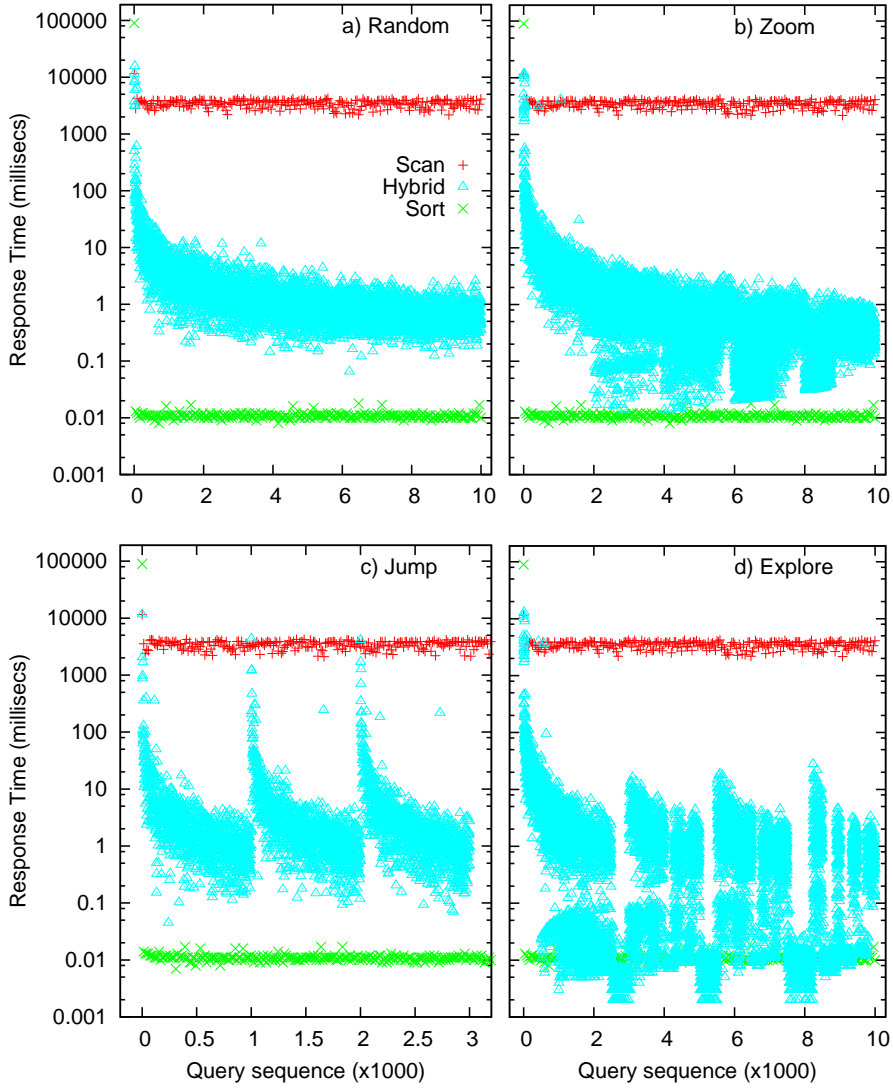 a) Random
b) Zoom
100000
10000
1000
100
10
1
0.1
0.01
0.001
Response Time (millisecs)
Scan
Hybrid
Sort
0 2 4 6 8 10
0 2 4 6 8 10
c) Jump
d) Explore
100000
10000
1000
100
10
1
0.1
0.01
0.001
Response Time (millisecs)
0 0.5 1 1.5 2 2.5 3
0 2 4 6 8 10
Query sequence (x1000)
Query sequence (x1000)